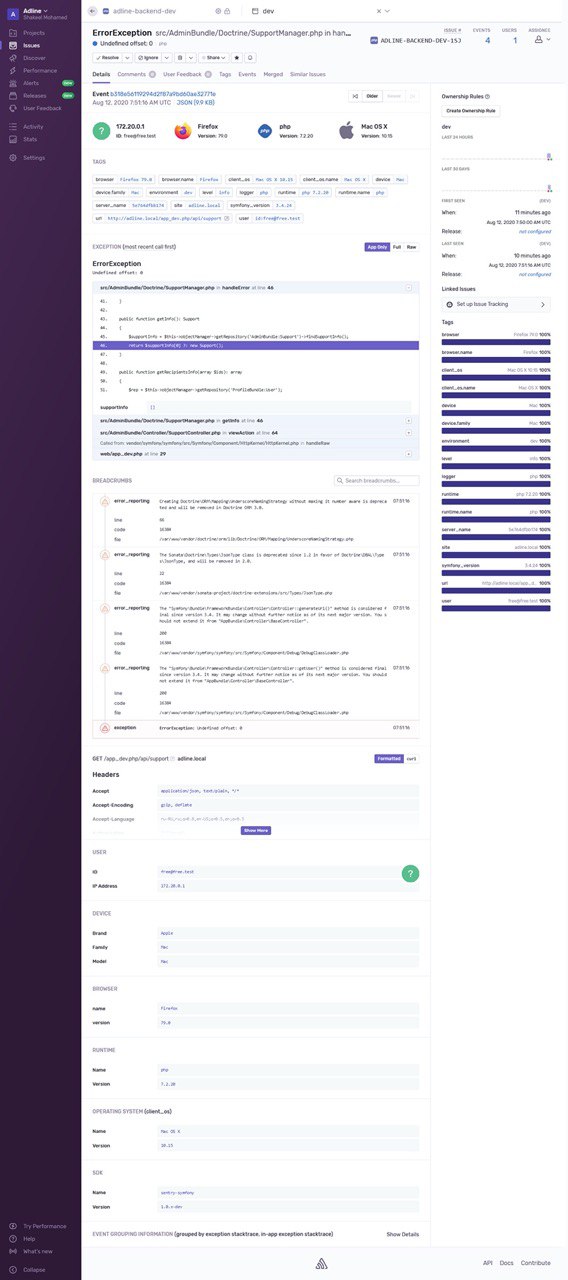 Adline
Shakeel Mohamed
Projects
Issues
Discover
Performance
Alerts
Releases
User Feedback
Activity
Stats
Settings
Try Performance
Help
What's new
Collapse
adline-backend-dev
dev
ErrorException src/AdminBundle/Doctrine/SupportManager.php in han...
Undefined offset: 0 php
ISSUE # EVENTS USERS ASSIGNEE
ADLINE-BACKEND-DEV-1SJ 4 1
Resolve Ignore Share
Details Comments 0 User Feedback 0 Tags Events Merged Similar Issues
Aug 12, 2020 7:51:16 AM UTC JSON (9.9 KB)
Older Newer
172.20.0.1
ID: free@free.test
Firefox
Version: 79.0
php
Version: 7.2.20
Mac OS X
Version: 10.15
TAGS
browser Firefox 79.0 browser.name Firefox client_os Mac OS X 10.15 client_os.name Mac OS X device Mac
device.family Mac environment dev level info logger php runtime php 7.2.20 runtime.name php
server_name 5e764dfb6174 site adline.local symfony_version 3.4.24
url http://adline.local/app_dev.php/api/support user id:free@free.test
EXCEPTION (most recent call first) App Only Full Raw
ErrorException
Undefined offset: 0
src/AdminBundle/Doctrine/SupportManager.php in handleError at line 46
41. }
42.
43. public function getInfo(): Support
44. {
45. $supportInfo = $this->objectManager->getRepository('AdminBundle:Support')->findSupportInfo();
46. return $supportInfo[0] ?: new Support();
47. }
48.
49. public function getRecipientsInfo(array $ids): array
50. {
51. $rep = $this->objectManager->getRepository('ProfileBundle:User');
supportInfo []
src/AdminBundle/Doctrine/SupportManager.php in getInfo at line 46
src/AdminBundle/Controller/SupportController.php in viewAction at line 64
Called from: vendor/symfony/symfony/src/Symfony/Component/HttpKernel/HttpKernel.php in handleRaw
web/app_dev.php at line 29
BREADCRUMBS Search breadcrumbs...
error_reporting Creating Doctrine\ORM\Mapping\UnderscoreNamingStrategy without making it number aware is depreca 07:51:16
ted and will be removed in Doctrine ORM 3.0.
line 66
code 16384
file /var/www/vendor/doctrine/orm/lib/Doctrine/ORM/Mapping/UnderscoreNamingStrategy.php
error_reporting The Sonata\Doctrine\Types\JsonType class is deprecated since 1.2 in favor of Doctrine\DBAL\Type 07:51:16
s\JsonType, and will be removed in 2.0.
line 32
code 16384
file /var/www/vendor/sonata-project/doctrine-extensions/src/Types/JsonType.php
error_reporting The "Symfony\Bundle\FrameworkBundle\Controller\Controller::generateUrl()" method is considered f 07:51:16
inal since version 3.4. It may change without further notice as of its next major version. You s
hould not extend it from "AppBundle\Controller\BaseController".
line 200
code 16384
file /var/www/vendor/symfony/symfony/src/Symfony/Component/Debug/DebugClassLoader.php
error_reporting The "Symfony\Bundle\FrameworkBundle\Controller\Controller::getUser()" method is considered final 07:51:16
since version 3.4. It may change without further notice as of its next major version. You should
not extend it from "AppBundle\Controller\BaseController".
line 200
code 16384
file /var/www/vendor/symfony/symfony/src/Symfony/Component/Debug/DebugClassLoader.php
exception ErrorException: Undefined offset: 0 07:51:16
GET /app_dev.php/api/support adline.local Formatted curl
Headers
Accept application/json, text/plain, */*
Accept-Encoding gzip, deflate
Accept-Language
Show More
USER
ID free@free.test
IP Address 172.20.0.1
DEVICE
Brand Apple
Family Mac
Model Mac
BROWSER
name Firefox
version 79.0
RUNTIME
Name php
Version 7.2.20
OPERATING SYSTEM (client_os)
Name Mac OS X
Version 10.15
SDK
Name sentry-symfony
Version 1.0.x-dev
EVENT GROUPING INFORMATION (grouped by exception stacktrace, in-app exception stacktrace) Show Details
Ownership Rules
Create Ownership Rule
dev
LAST 24 HOURS
LAST 30 DAYS
FIRST SEEN (DEV)
When: 11 minutes ago
Aug 12, 2020 7:50:00 AM UTC
Release: not configured
LAST SEEN (DEV)
When: 10 minutes ago
Aug 12, 2020 7:51:16 AM UTC
Release: not configured
Linked Issues
Set up Issue Tracking
Tags
browser Firefox 79.0 100%
browser.name Firefox 100%
client_os Mac OS X 10.15 100%
client_os.name Mac OS X 100%
device Mac 100%
device.family Mac 100%
environment dev 100%
level info 100%
logger php 100%
runtime php 7.2.20 100%
runtime.name php 100%
server_name 5e764dfb6174 100%
site adline.local 100%
symfony_version 3.4.24 100%
url http://adline.local/app_d... 100%
user free@free.test 100%
API Docs Contribute